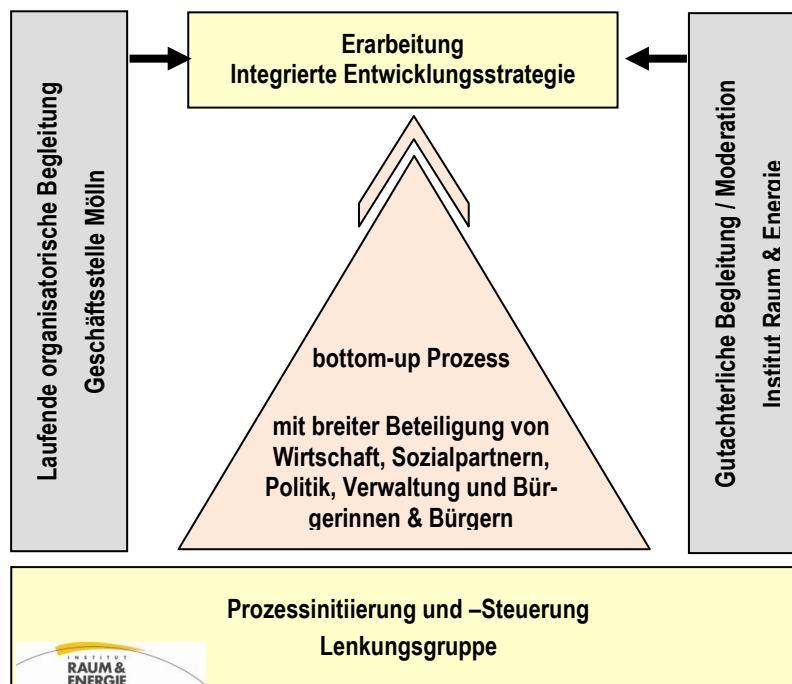 Erarbeitung
Integrierte Entwicklungsstrategie
Laufende organisatorische Begleitung
Geschäftsstelle Mölln
bottom-up Prozess
mit breiter Beteiligung von
Wirtschaft, Sozialpartnern,
Politik, Verwaltung und Bür-
gerinnen & Bürgern
Gutachterliche Begleitung / Moderation
Institut Raum & Energie
Prozessinitiierung und –Steuerung
Lenkungsgruppe
INSTITUT
RAUM &
ENERGIE